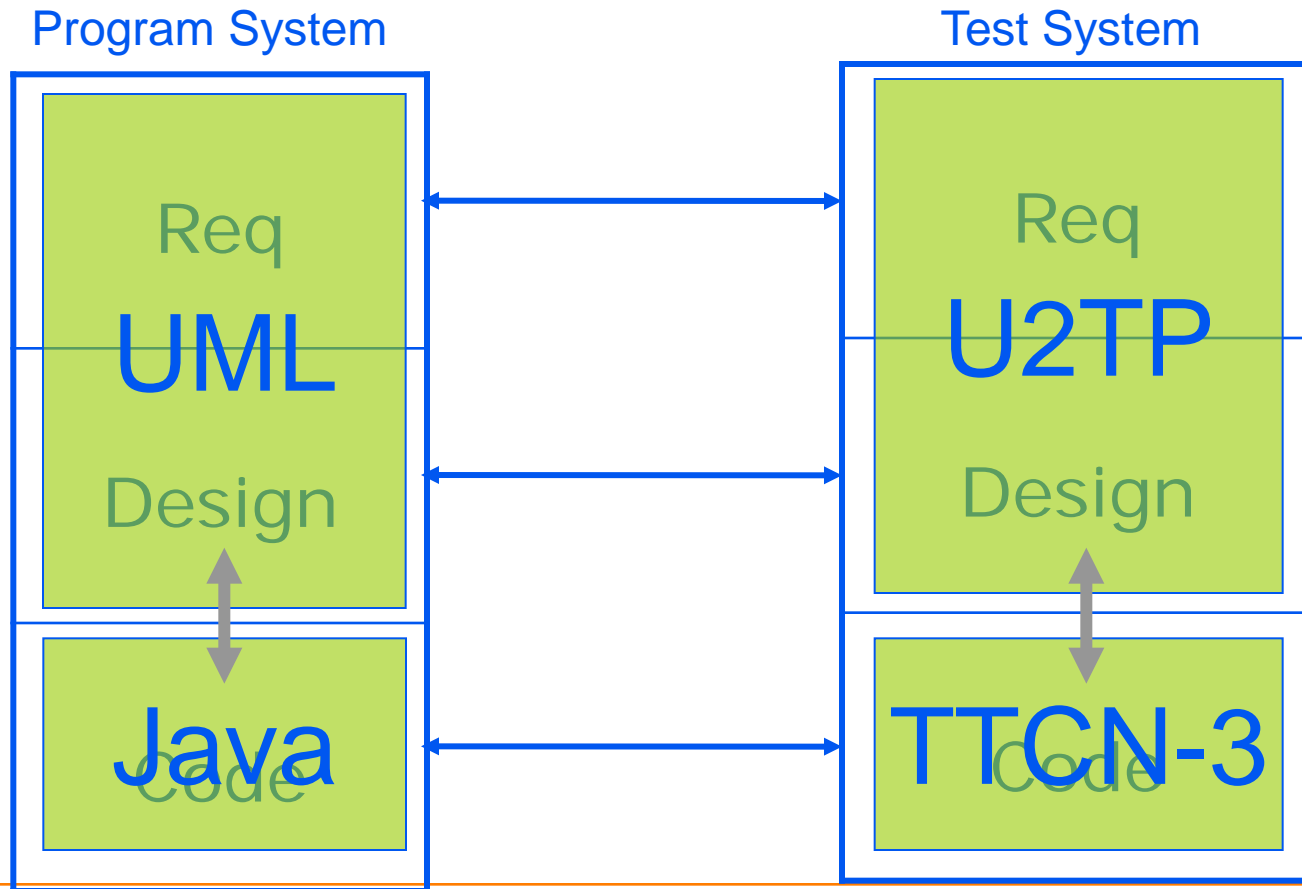 Program System
Req
UML
Design
Java
Code
Test System
Req
U2TP
Design
TTCN-3
Code